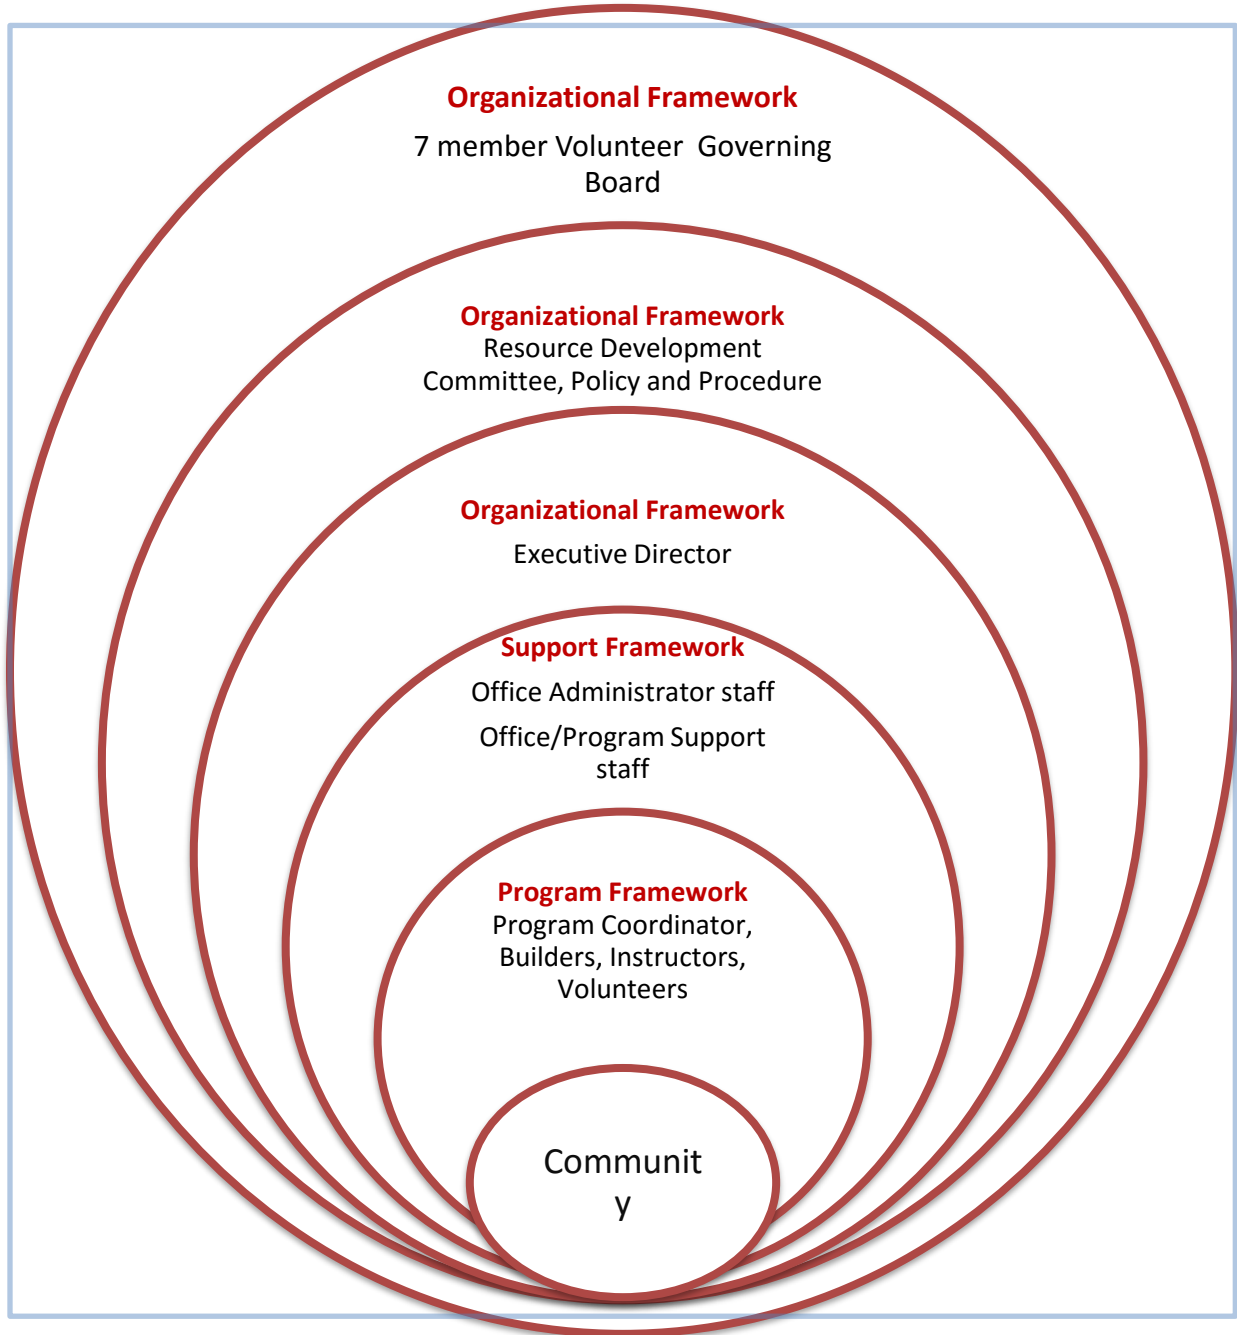 Organizational Framework
7 member Volunteer  Governing
Board
Organizational Framework
Resource Development
Committee, Policy and Procedure
Organizational Framework
Executive Director
Support Framework
Office Administrator staff
Office/Program Support
staff
Program Framework
Program Coordinator,
Builders, Instructors,
Volunteers
Communit
y